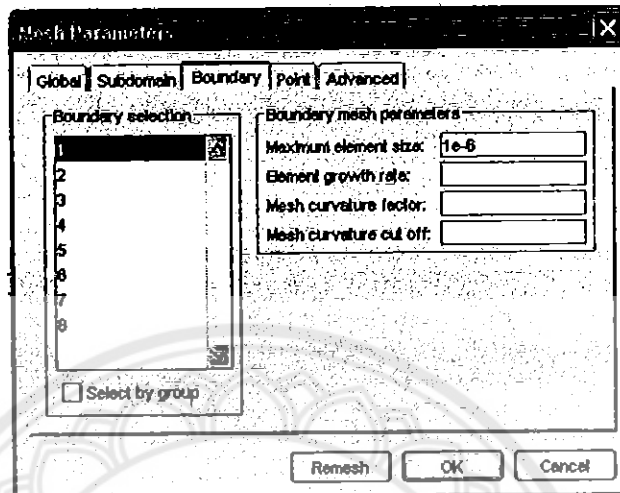 Mesh Parameters
Global Subdomain Boundary Point Advanced
Boundary selection
1
2
3
4
5
6
7
8
Select by group
Boundary mesh parameters
Maximum element size: 1e-6
Element growth rate:
Mesh curvature factor:
Mesh curvature cut off:
Remesh OK Cancel